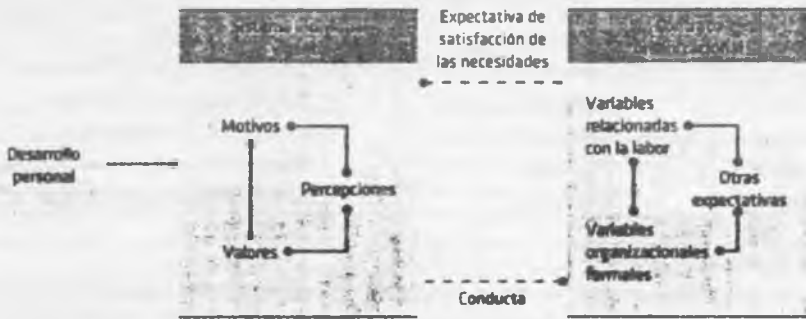 Expectativa de
satisfacción de
las necesidades
Desarrollo
personal
Motivos
Percepciones
Valores
Variables
relacionadas
con la labor
Otras
expectativas
Variables
organizacionales
formales
Conducta